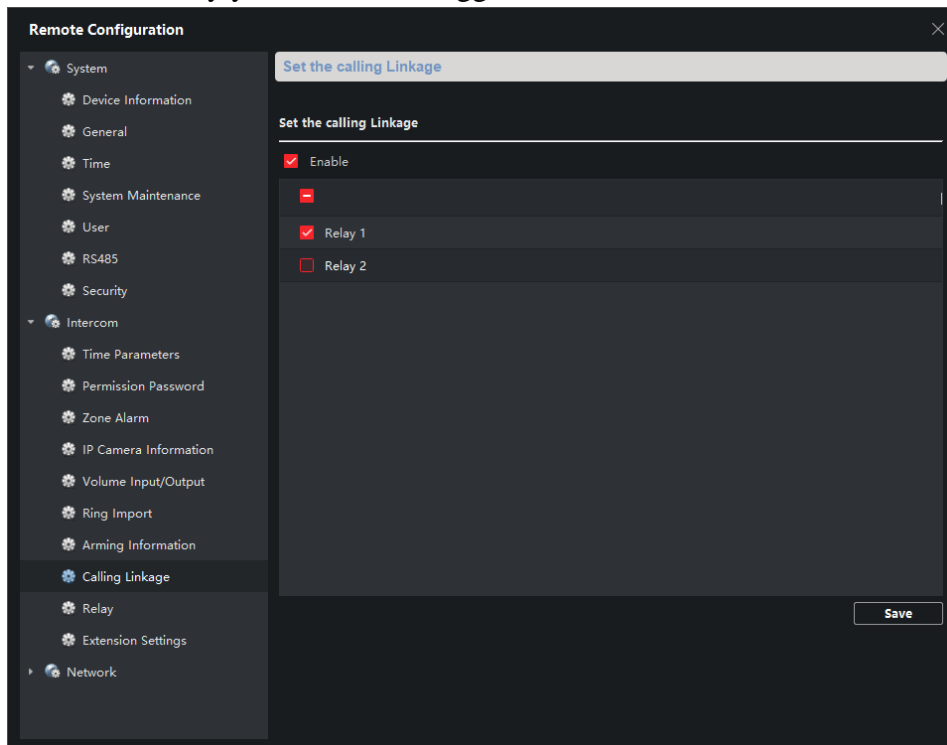 Remote Configuration
System
Device Information
General
Time
System Maintenance
User
RS485
Security
Intercom
Time Parameters
Permission Password
Zone Alarm
IP Camera Information
Volume Input/Output
Ring Import
Arming Information
Calling Linkage
Relay
Extension Settings
Network
Set the calling Linkage
Set the calling Linkage
Enable
Relay 1
Relay 2
Save